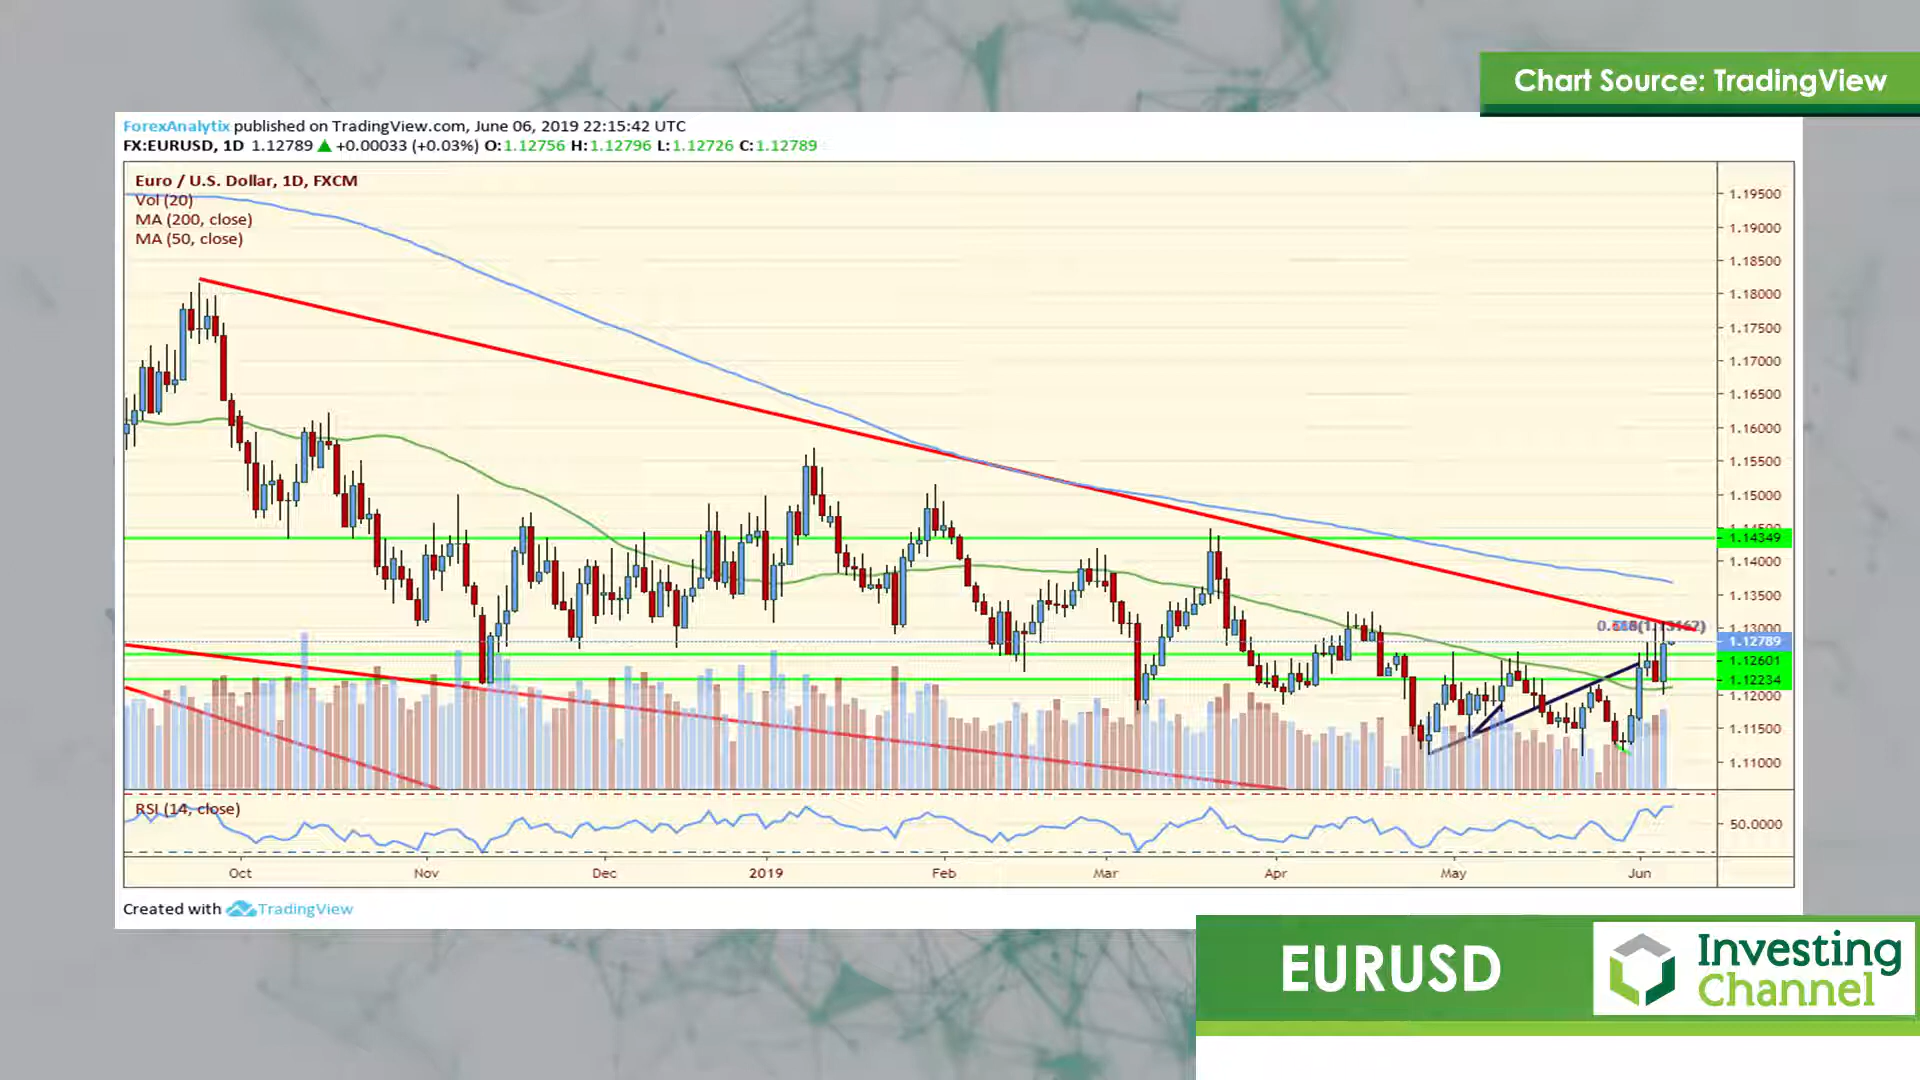 Chart Source: TradingView
ForexAnalytix published on TradingView.com, June 06, 2019 22:15:42 UTC
FX:EURUSD, 1D 1.12789 ▲ +0.00033 (+0.03%) O:1.12756 H:1.12796 L:1.12726 C:1.12789
Euro / U.S. Dollar, 1D, FXCM
Vol (20)
MA (200, close)
MA (50, close)
1.19500
1.19000
1.18500
1.18000
1.17500
1.17000
1.16500
1.16000
1.15500
1.15000
1.14500
1.14349
1.14000
1.13500
1.13000
1.12789
1.12601
1.12234
1.12000
1.11500
1.11000
RSI (14, close)
50.0000
Oct Nov Dec 2019 Feb Mar Apr May Jun
Created with TradingView
EURUSD
Investing
Channel